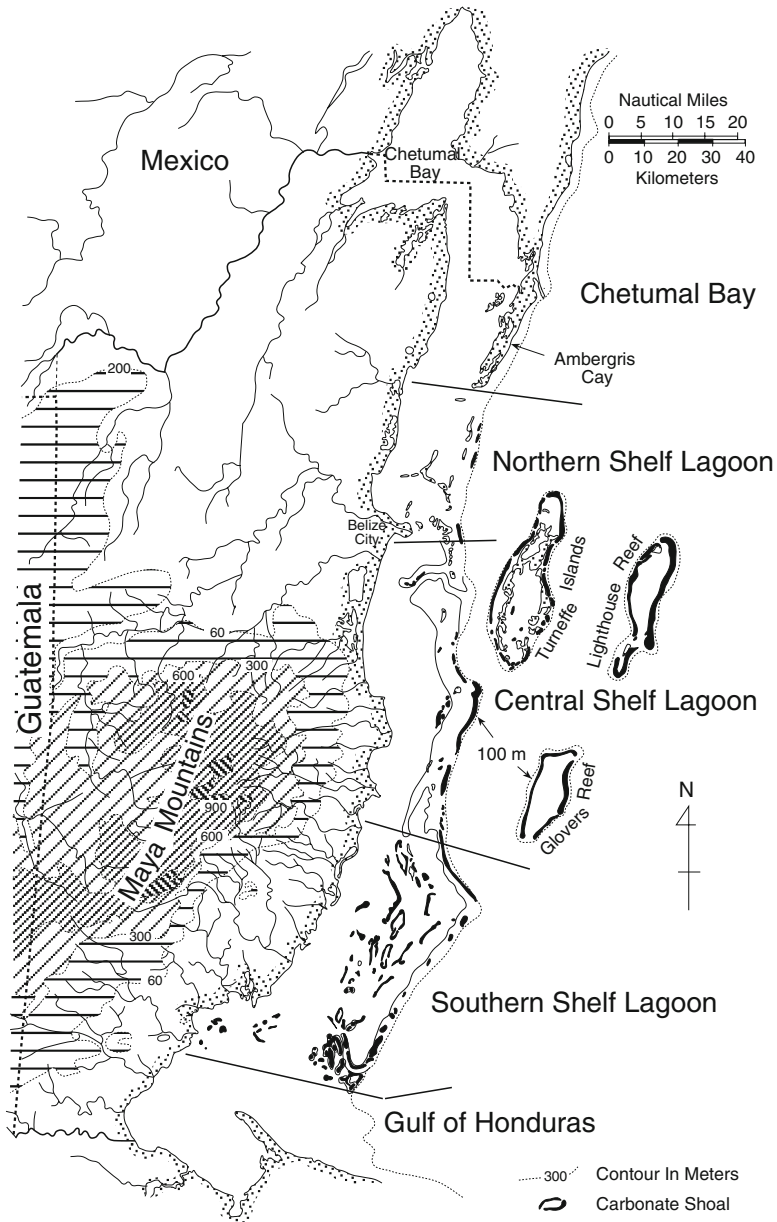 Nautical Miles
0 5 10 15 20
0 10 20 30 40
Kilometers
Mexico
Chetumal
Bay
Chetumal Bay
Ambergris
Cay
200
Northern Shelf Lagoon
Belize
City
Turneffe Islands
Lighthouse Reef
Guatemala
60
300
600
Maya Mountains
Central Shelf Lagoon
100 m
Glovers Reef
900
600
N
300
60
Southern Shelf Lagoon
Gulf of Honduras
300 Contour In Meters
Carbonate Shoal